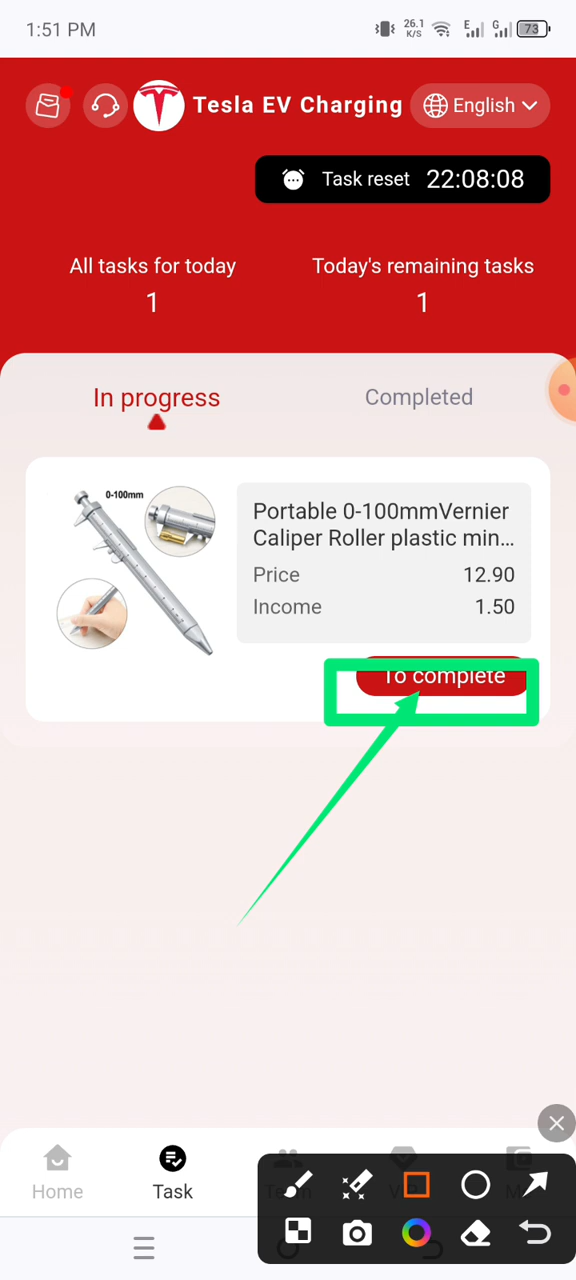 1:51 PM
26.1
K/S
E
G
73
Tesla EV Charging
English
Task reset 22:08:08
All tasks for today
Today's remaining tasks
1
1
In progress
Completed
0-100mm
Portable 0-100mmVernier
Caliper Roller plastic min...
Price 12.90
Income 1.50
To complete
Home
Task